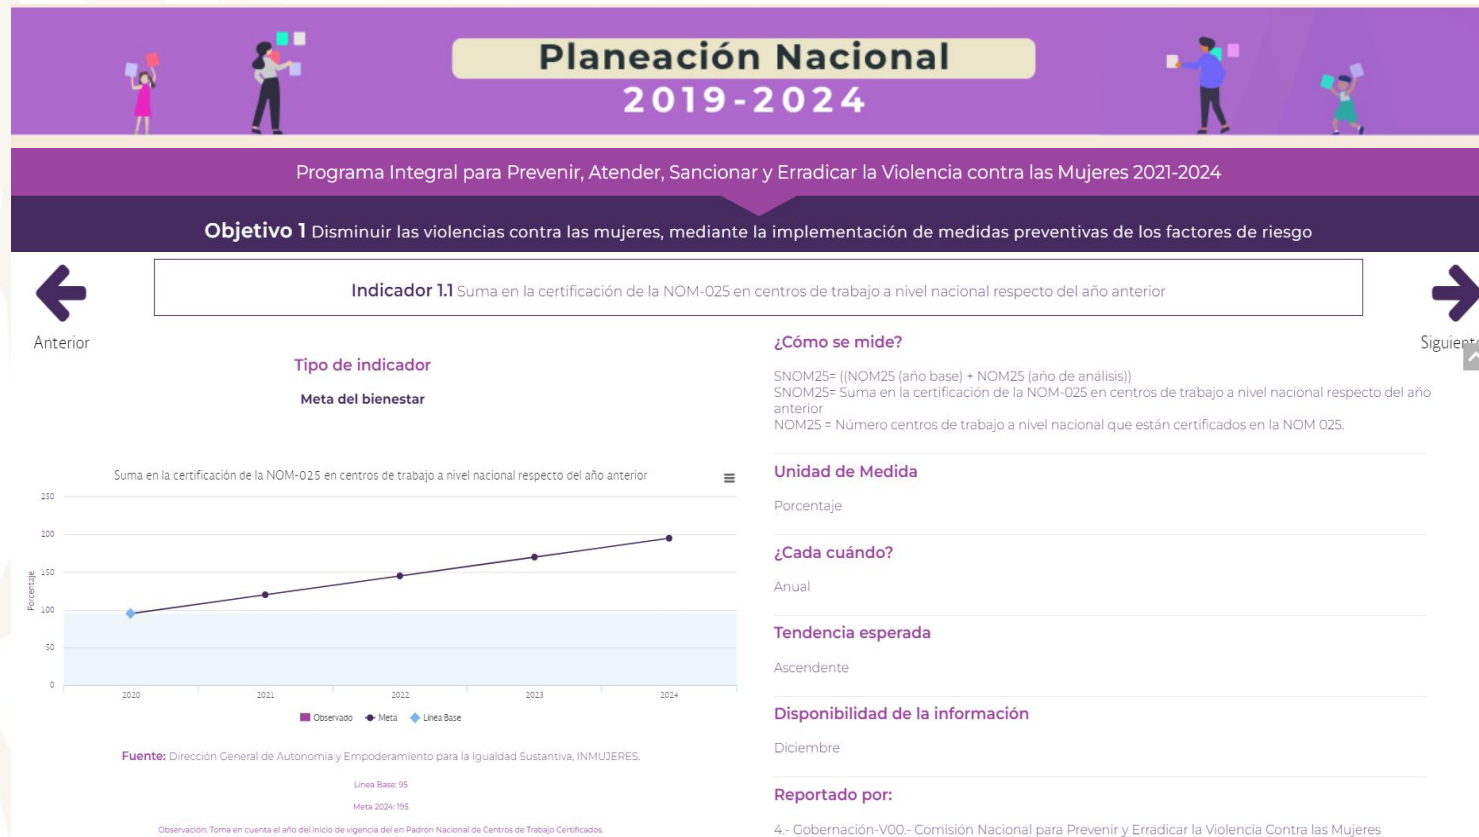 Planeación Nacional
2019-2024
Programa Integral para Prevenir, Atender, Sancionar y Erradicar la Violencia contra las Mujeres 2021-2024
Objetivo 1 Disminuir las violencias contra las mujeres, mediante la implementación de medidas preventivas de los factores de riesgo
Indicador 1.1 Suma en la certificación de la NOM-025 en centros de trabajo a nivel nacional respecto del año anterior
Anterior
Siguiente
Tipo de indicador
Meta del bienestar
Suma en la certificación de la NOM-025 en centros de trabajo a nivel nacional respecto del año anterior
Porcentaje
250
200
150
100
50
0
2020
2021
2022
2023
2024
Observado
Meta
Línea Base
Fuente: Dirección General de Autonomía y Empoderamiento para la Igualdad Sustantiva, INMUJERES.
Línea Base: 95
Meta 2024: 195
Observación: Toma en cuenta el año del inicio de vigencia del en Padrón Nacional de Centros de Trabajo Certificados.
¿Cómo se mide?
SNOM25= ((NOM25 (año base) + NOM25 (año de análisis))
SNOM25= Suma en la certificación de la NOM-025 en centros de trabajo a nivel nacional respecto del año
anterior
NOM25 = Número centros de trabajo a nivel nacional que están certificados en la NOM 025.
Unidad de Medida
Porcentaje
¿Cada cuándo?
Anual
Tendencia esperada
Ascendente
Disponibilidad de la información
Diciembre
Reportado por:
4.- Gobernación-V00.- Comisión Nacional para Prevenir y Erradicar la Violencia Contra las Mujeres